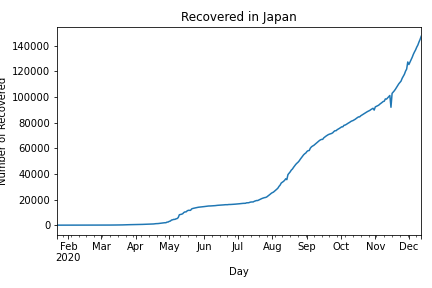 Recovered in Japan
140000
120000
100000
80000
60000
40000
20000
0
Number of Recovered
Feb Mar Apr May Jun Jul Aug Sep Oct Nov Dec
2020
Day